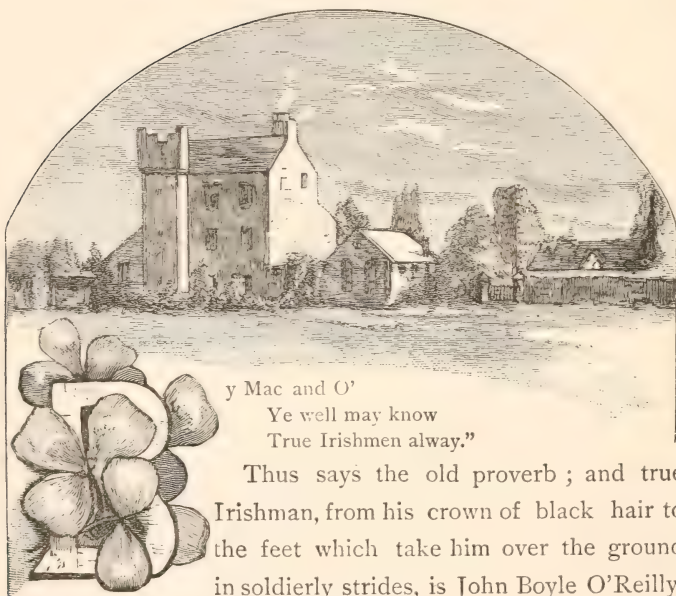 By Mac and O'
Ye well may know
True Irishmen alway."
Thus says the old proverb ; and true
Irishman, from his crown of black hair to
the feet which take him over the ground
in soldierly strides, is John Boyle O'Reilly